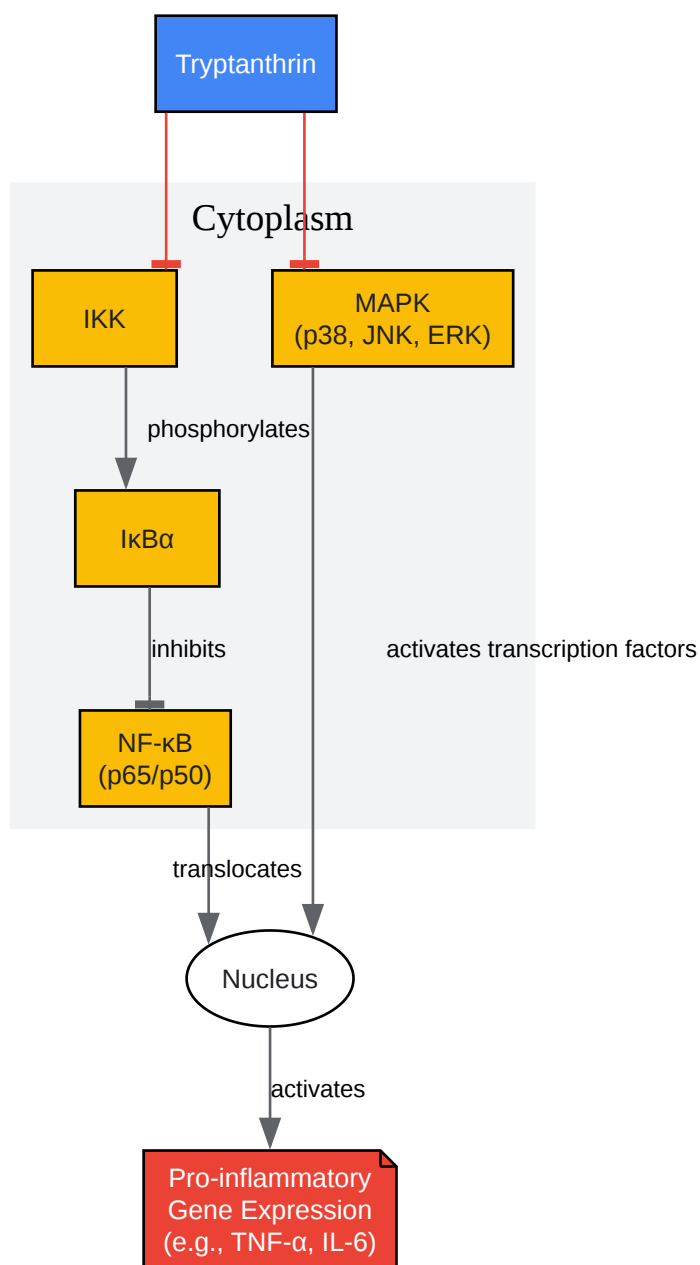 Tryptanthrin
Cytoplasm
IKK
MAPK
(p38, JNK, ERK)
phosphorylates
IκBα
inhibits
activates transcription factors
NF-κB
(p65/p50)
translocates
Nucleus
activates
Pro-inflammatory
Gene Expression
(e.g., TNF-α, IL-6)